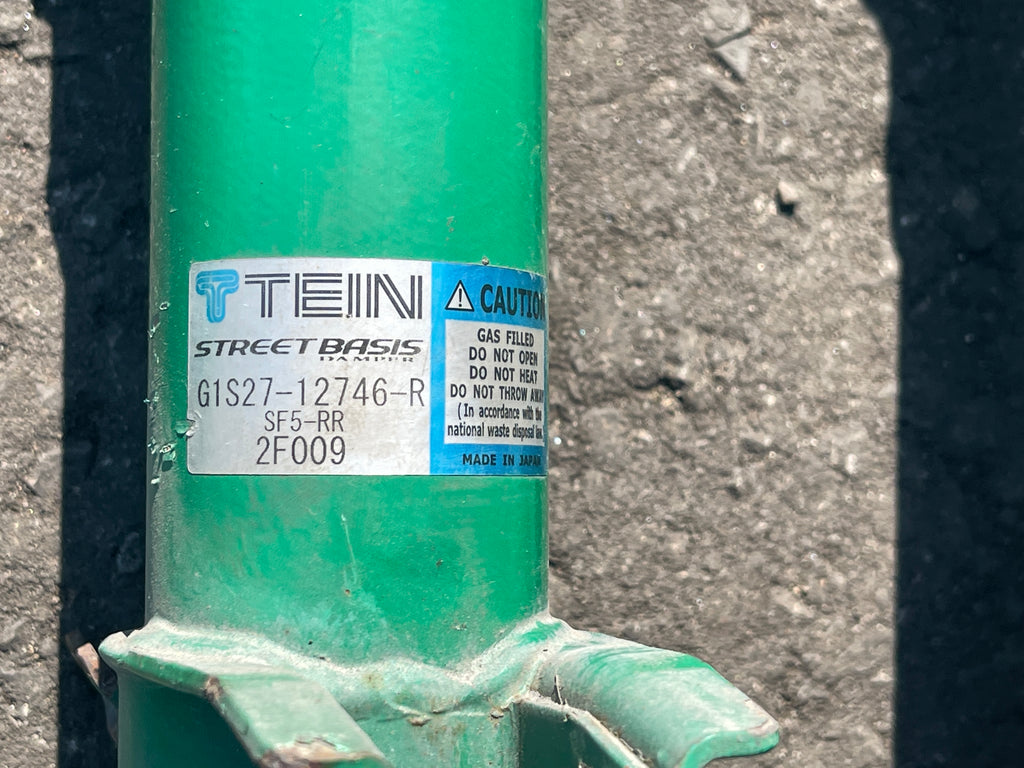 TEIN
STREET BASIS
DAMPER
G1S27-12746-R
SF5-RR
2F009
CAUTION
GAS FILLED
DO NOT OPEN
DO NOT HEAT
DO NOT THROW AWAY
(In accordance with the
national waste disposal law.
MADE IN JAPAN